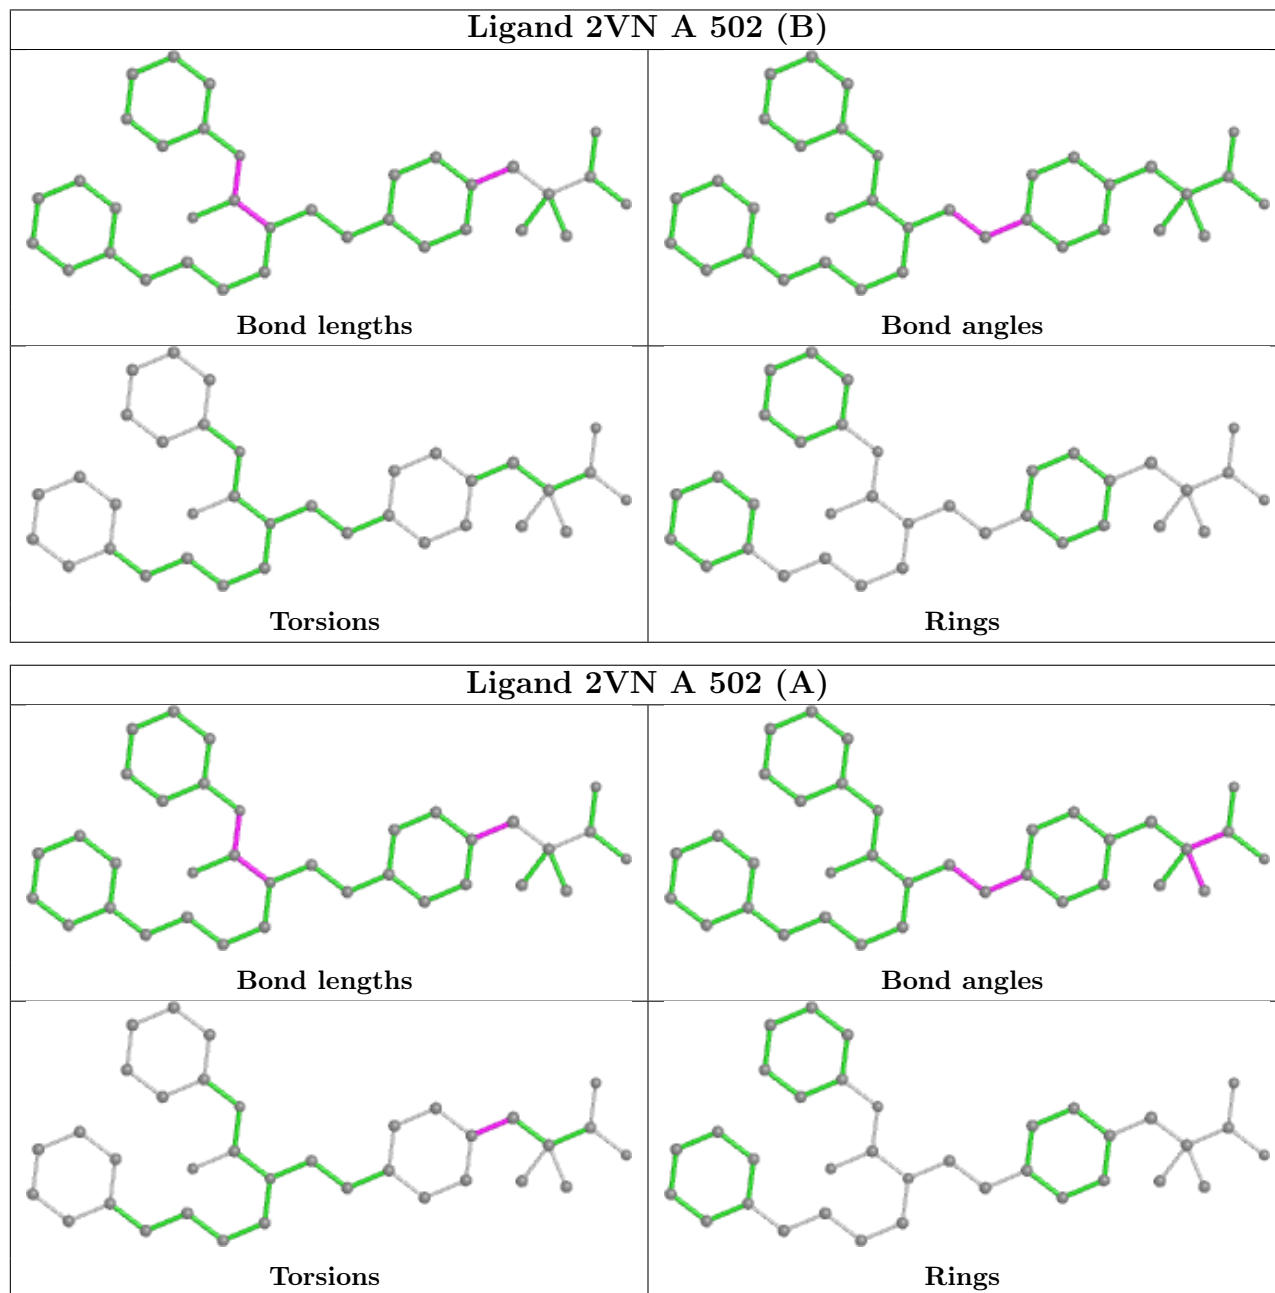 Ligand 2VN A 502 (B)
Bond lengths
Bond angles
Torsions
Rings
Ligand 2VN A 502 (A)
Bond lengths
Bond angles
Torsions
Rings